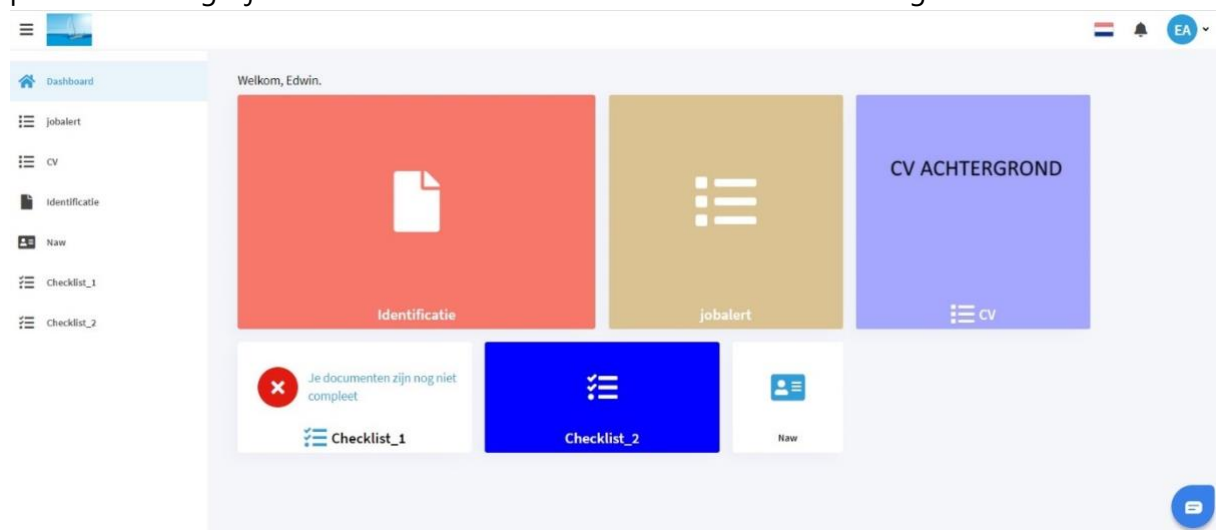 EA
Dashboard
jobalert
CV
Identificatie
Naw
Checklist_1
Checklist_2
Welkom, Edwin.
Identificatie
jobalert
CV ACHTERGROND
CV
Je documenten zijn nog niet
compleet
Checklist_1
Checklist_2
Naw